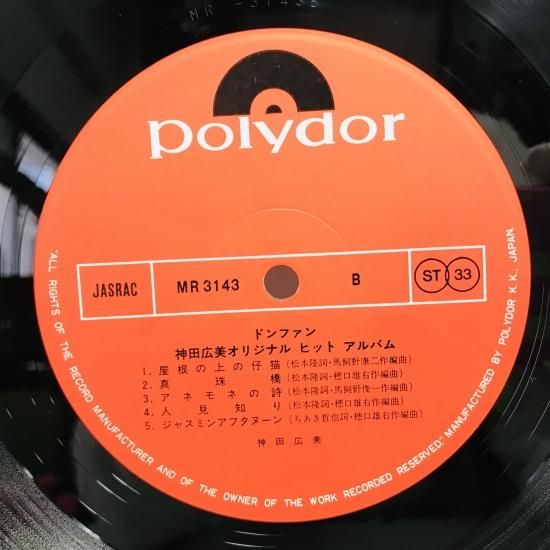 MR-3143
polydor
JASRAC MR 3143 B ST 33
ドンファン
神田広美オリジナル ヒット アルバム
1. 屋根の上の仔猫 (松本隆詞・馬飼野康二作編曲)
2. 真珠橋 (松本隆詞・穂口雄右作編曲)
3. アネモネの詩 (松本隆詞・馬飼野俊一作編曲)
4. 人見知り (松本隆詞・穂口雄右作編曲)
5. ジャスミンアフタヌーン (ちあき哲也詞・穂口雄右作編曲)
神田広美
"ALL RIGHTS OF THE RECORD MANUFACTURER AND OF THE OWNER OF THE WORK RECORDED RESERVED." MANUFACTURED BY POLYDOR K.K., JAPAN.